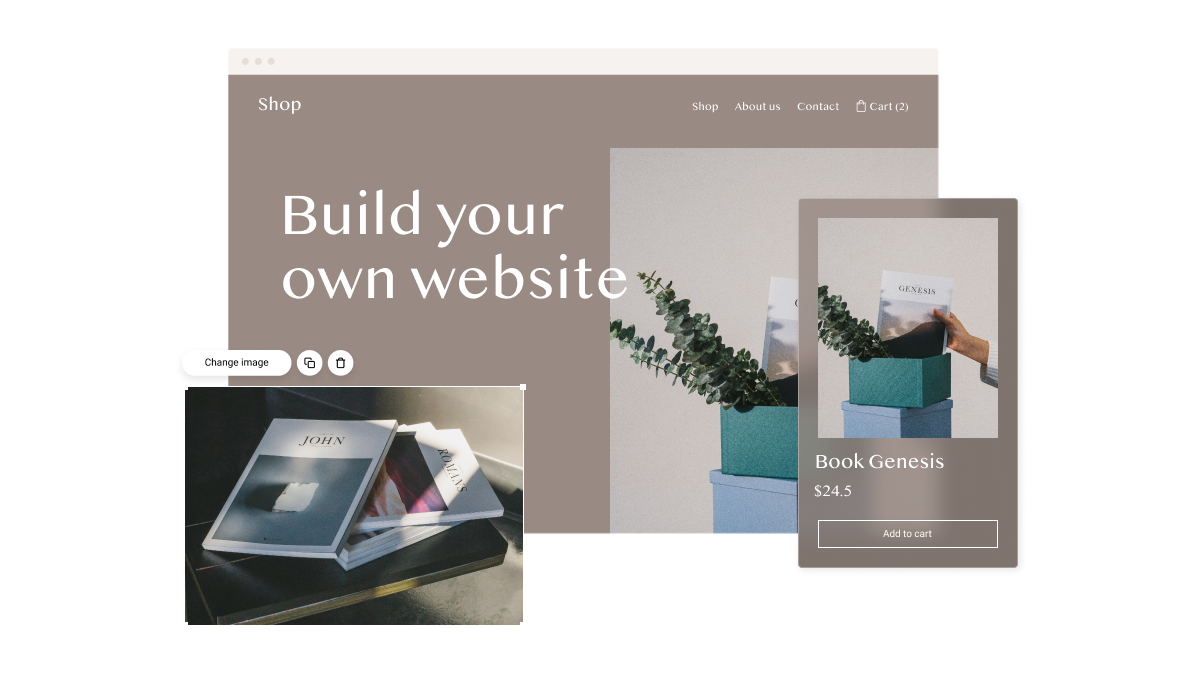 Shop
Shop About us Contact Cart (2)
Build your
own website
Change image
JOHN
ROMANS
G
GENESIS
Book Genesis
$24.5
Add to cart